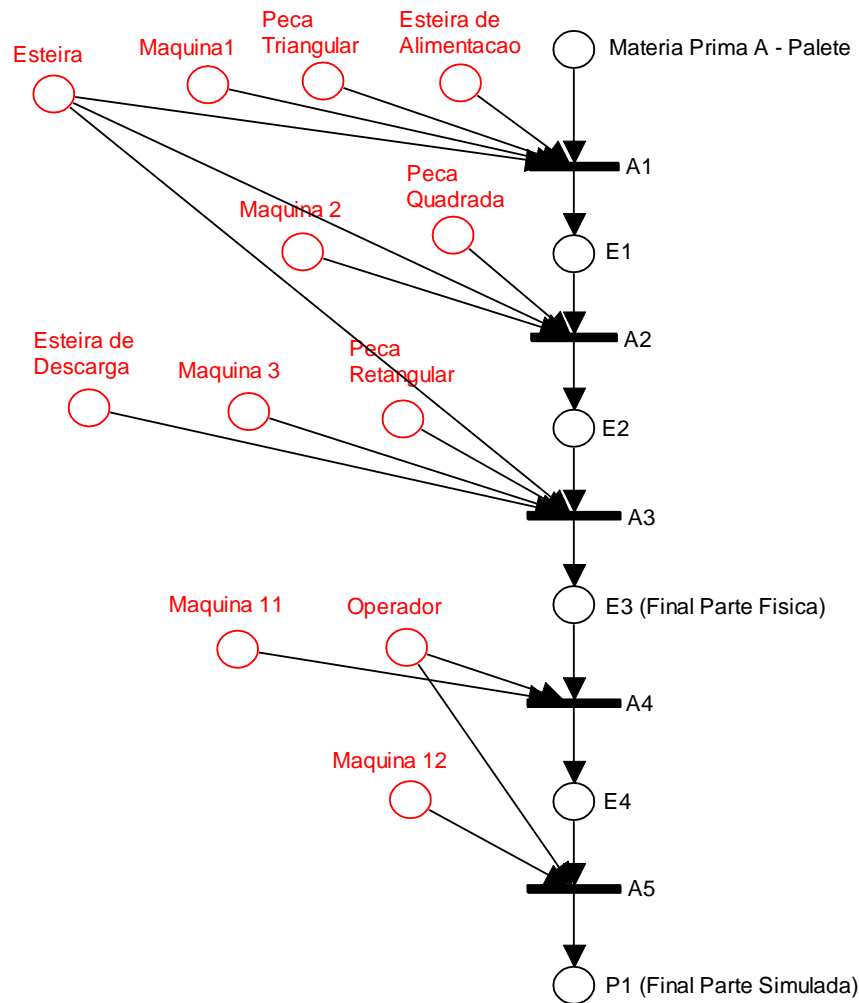 Peca
Triangular
Esteira de
Alimentacao
Esteira
Maquina1
Materia Prima A - Palete
A1
Peca
Quadrada
Maquina 2
E1
A2
Esteira de
Descarga
Maquina 3
Peca
Retangular
E2
A3
Maquina 11
Operador
E3 (Final Parte Fisica)
A4
Maquina 12
E4
A5
P1 (Final Parte Simulada)